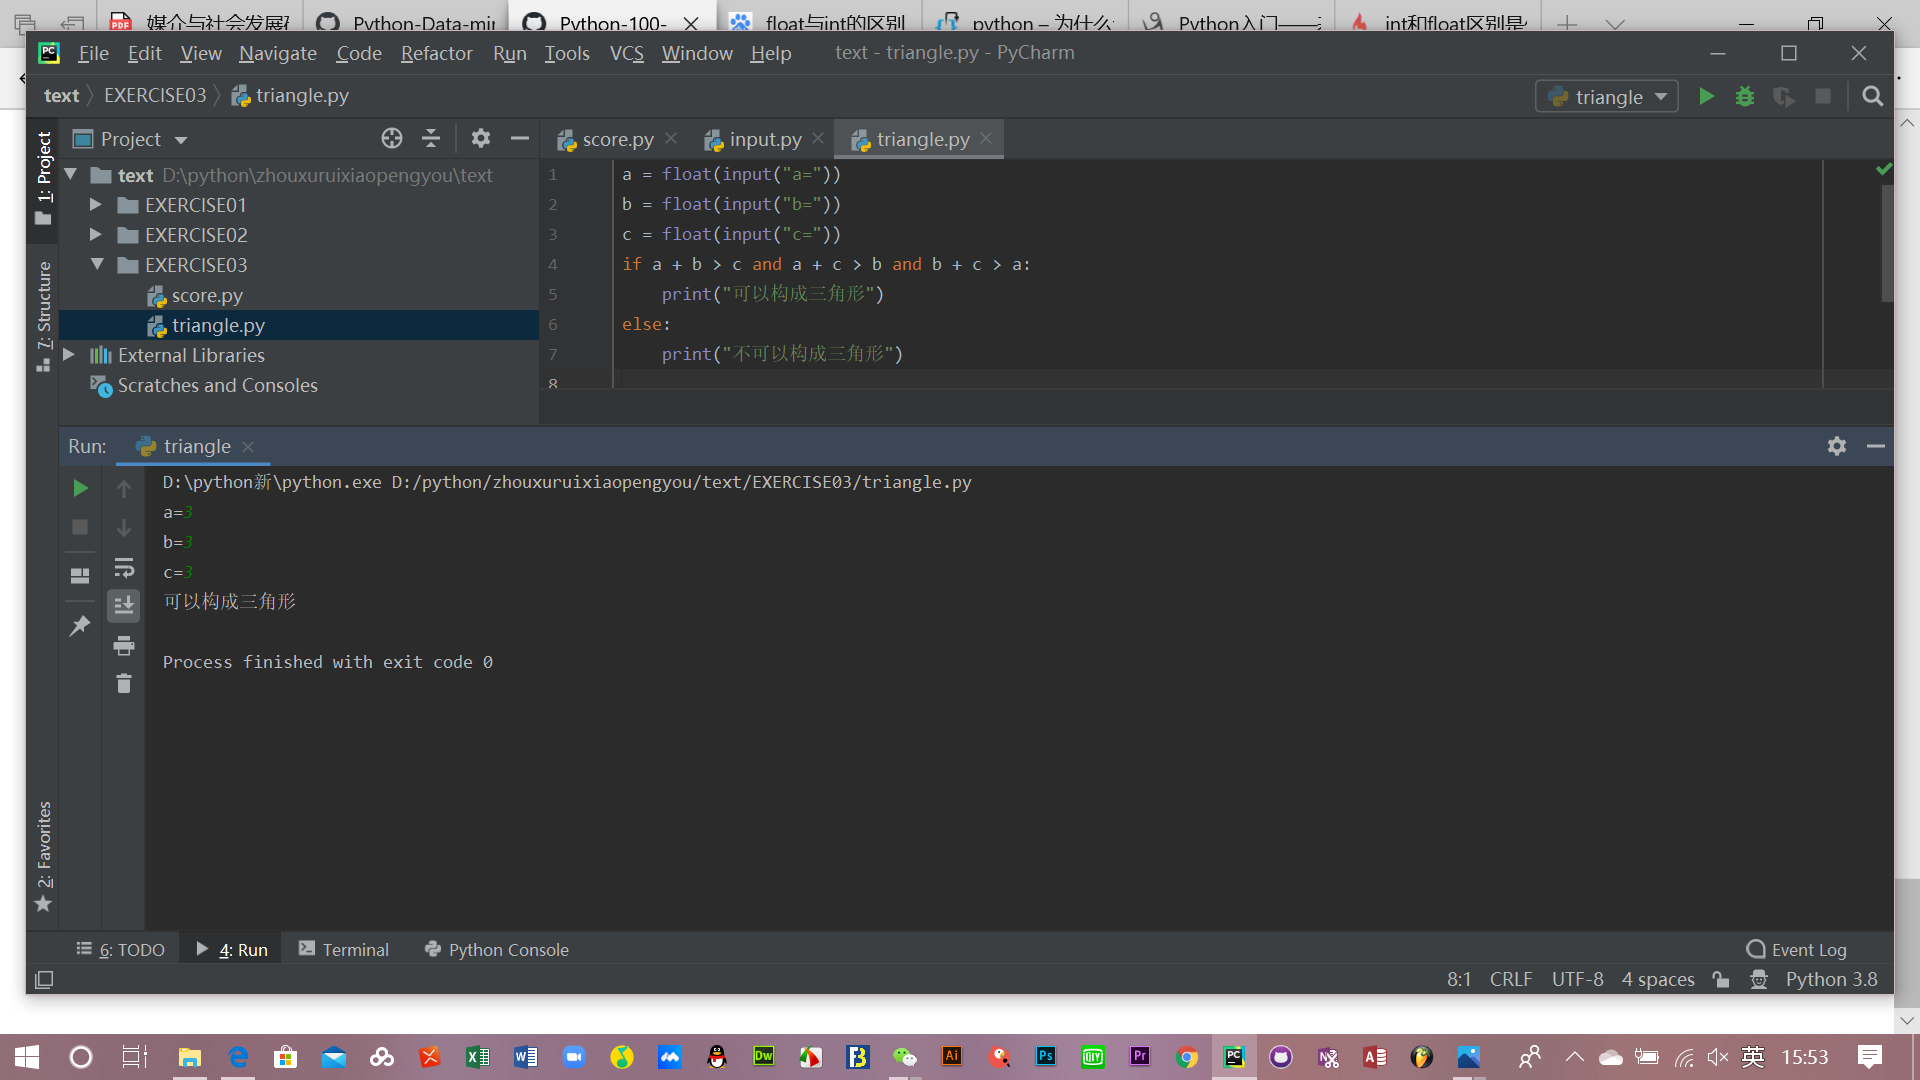 媒介与社会发展
Python-Data-mi
Python-100-
float与int的区别
python – 为什么
Python入门——
int和float区别是
File Edit View Navigate Code Refactor Run Tools VCS Window Help text - triangle.py - PyCharm
text EXERCISE03 triangle.py
triangle
Project
score.py
input.py
triangle.py
1: Project
7: Structure
2: Favorites
text D:\python\zhouxuruixiaopengyou\text
EXERCISE01
EXERCISE02
EXERCISE03
score.py
triangle.py
External Libraries
Scratches and Consoles
1 a = float(input("a="))
2 b = float(input("b="))
3 c = float(input("c="))
4 if a + b > c and a + c > b and b + c > a:
5 print("可以构成三角形")
6 else:
7 print("不可以构成三角形")
8
Run: triangle
D:\python新\python.exe D:/python/zhouxuruixiaopengyou/text/EXERCISE03/triangle.py
a=3
b=3
c=3
可以构成三角形
Process finished with exit code 0
6: TODO
4: Run
Terminal
Python Console
Event Log
8:1 CRLF UTF-8 4 spaces Python 3.8
英 15:53